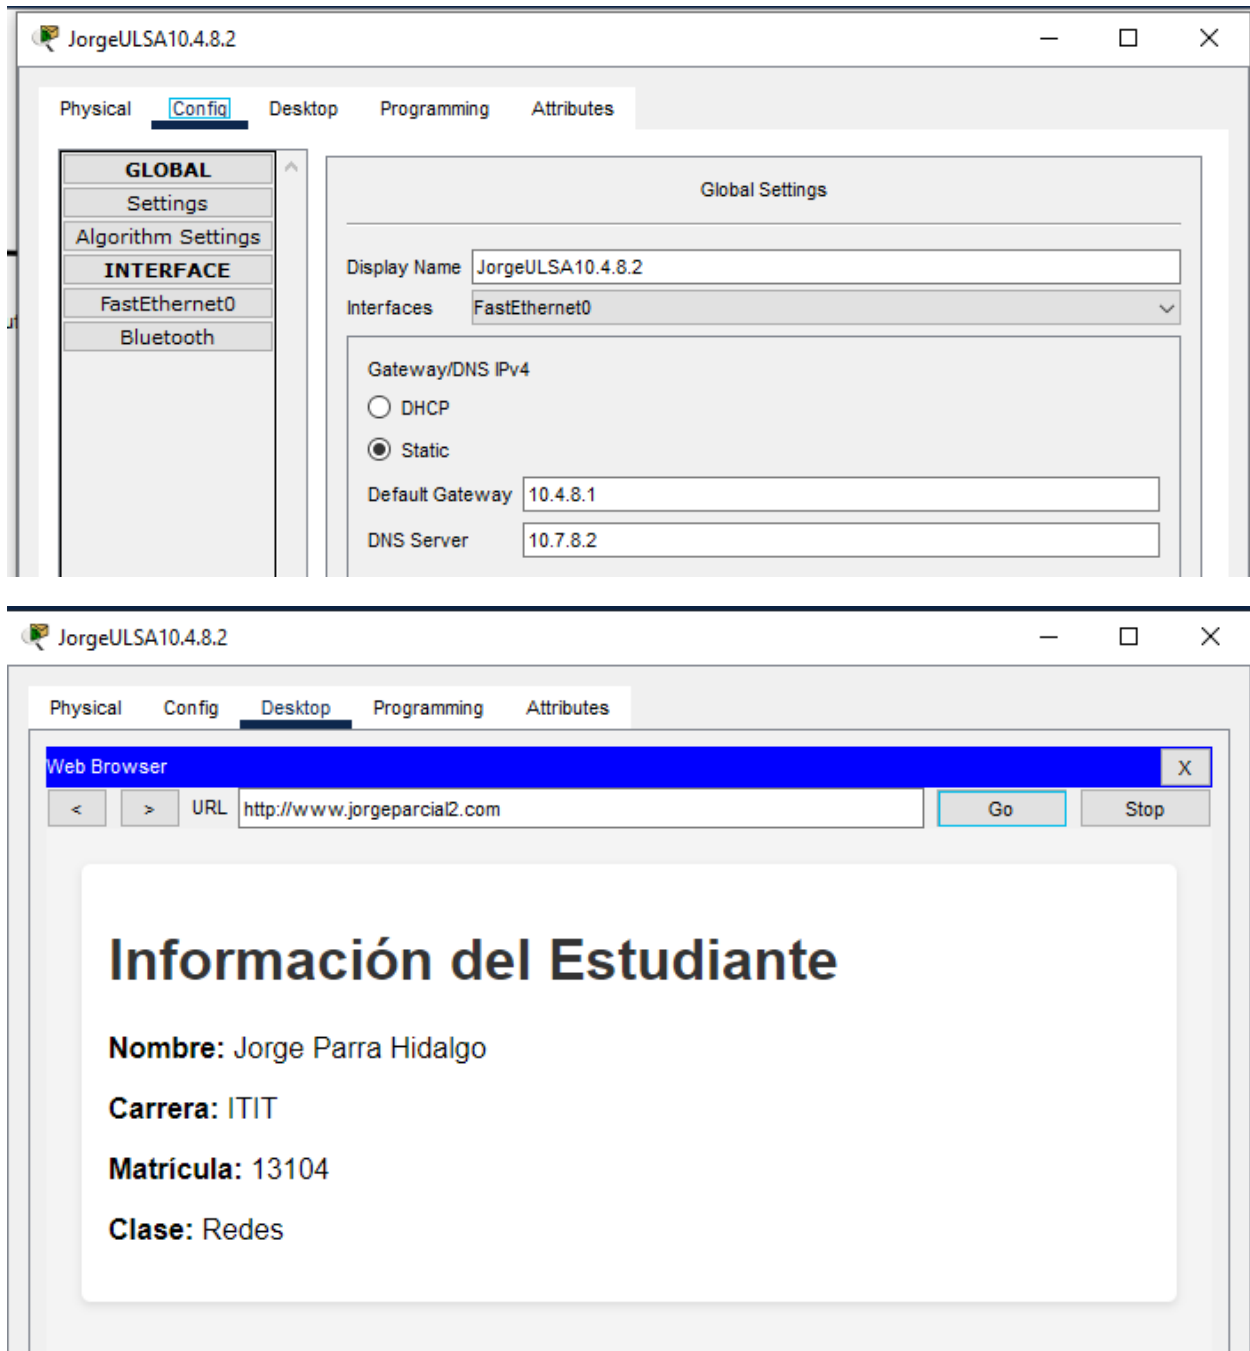 JorgeULSA10.4.8.2
Physical Config Desktop Programming Attributes
GLOBAL
Settings
Algorithm Settings
INTERFACE
FastEthernet0
Bluetooth
Global Settings
Display Name JorgeULSA10.4.8.2
Interfaces FastEthernet0
Gateway/DNS IPv4
DHCP
Static
Default Gateway 10.4.8.1
DNS Server 10.7.8.2
JorgeULSA10.4.8.2
Physical Config Desktop Programming Attributes
Web Browser X
< > URL http://www.jorgeparcial2.com Go Stop
Información del Estudiante
Nombre: Jorge Parra Hidalgo
Carrera: ITIT
Matrícula: 13104
Clase: Redes